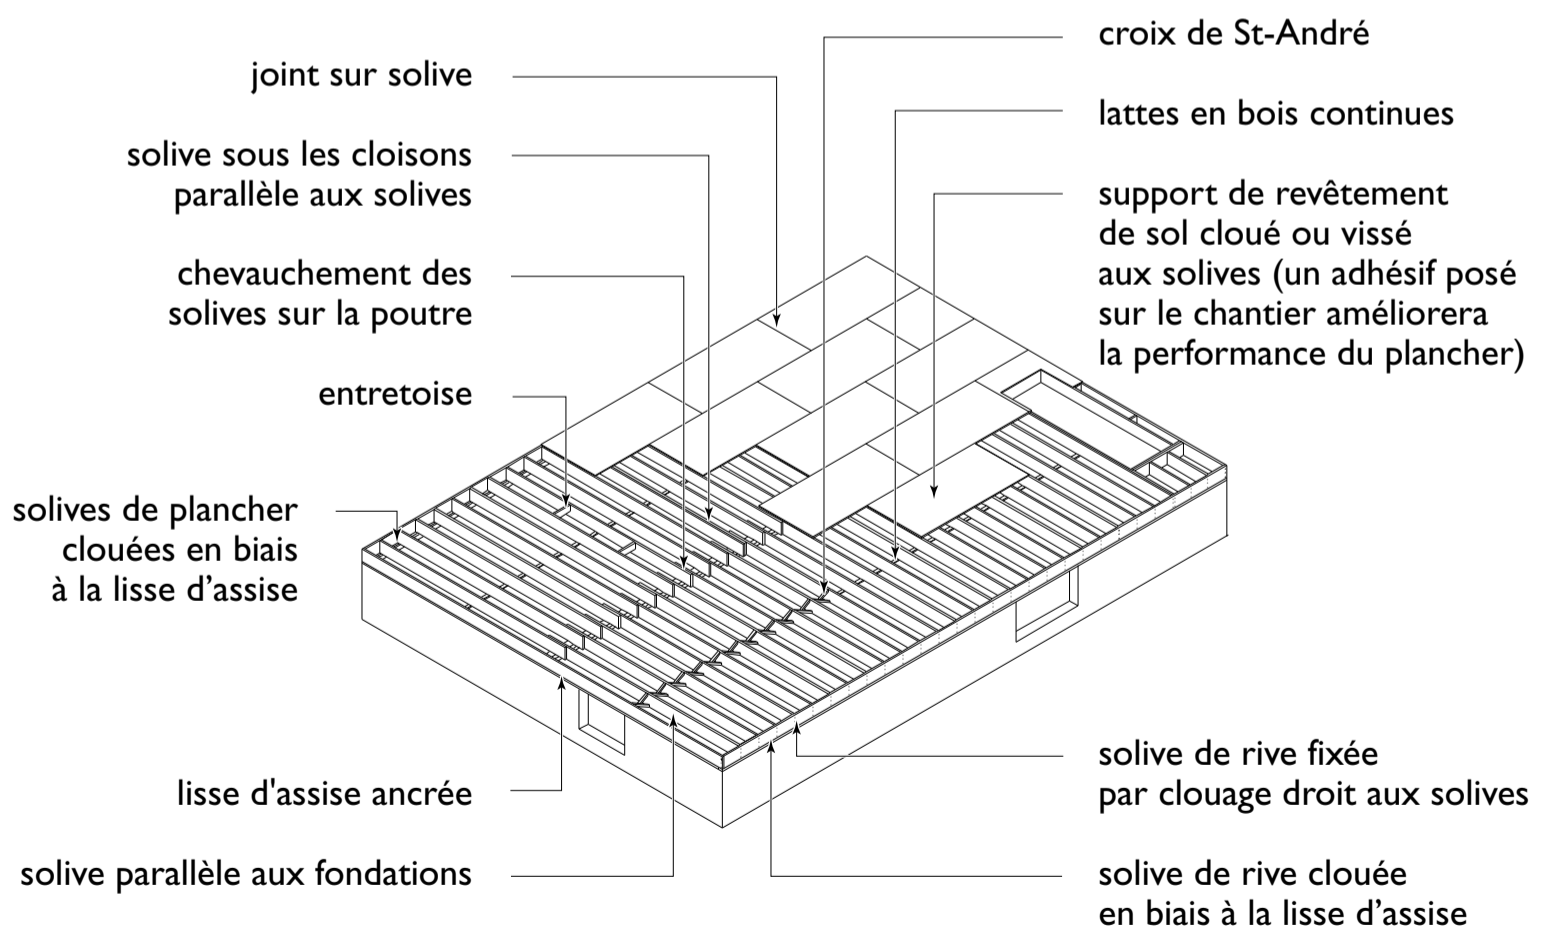 joint sur solive
solive sous les cloisons
parallèle aux solives
chevauchement des
solives sur la poutre
entretoise
solives de plancher
clouées en biais
à la lisse d’assise
lisse d'assise ancrée
solive parallèle aux fondations
croix de St-André
lattes en bois continues
support de revêtement
de sol cloué ou vissé
aux solives (un adhésif posé
sur le chantier améliorera
la performance du plancher)
solive de rive fixée
par clouage droit aux solives
solive de rive clouée
en biais à la lisse d’assise